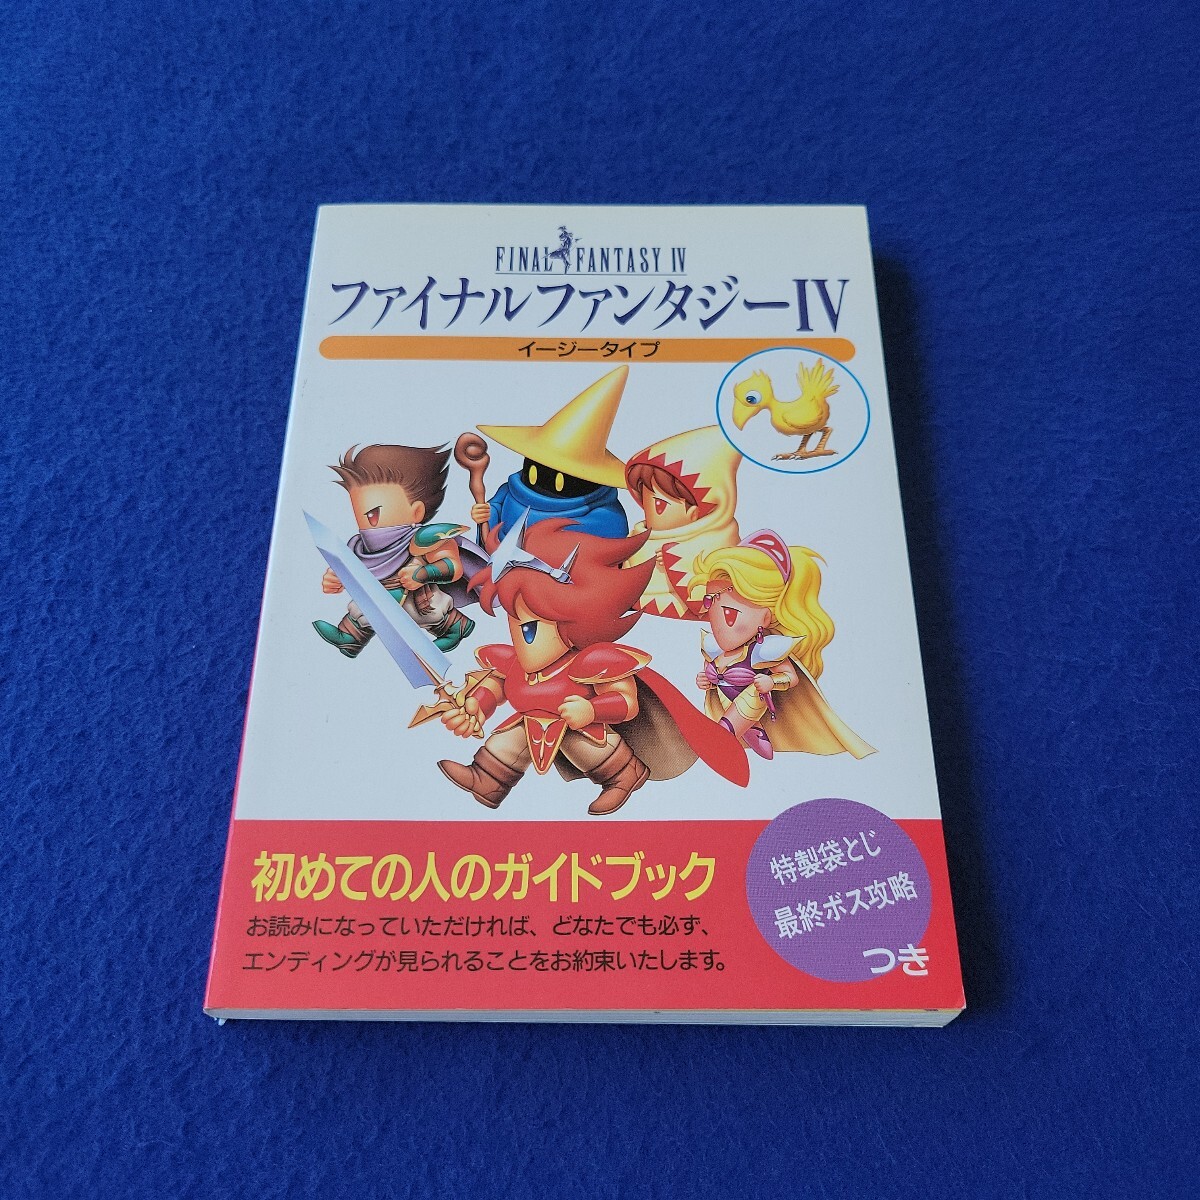 FINAL FANTASY IV
ファイナルファンタジーIV
イージータイプ
初めての人のガイドブック
お読みになっていただければ、どなたでも必ず、
エンディングが見られることをお約束いたします。
特製袋とじ
最終ボス攻略
つき